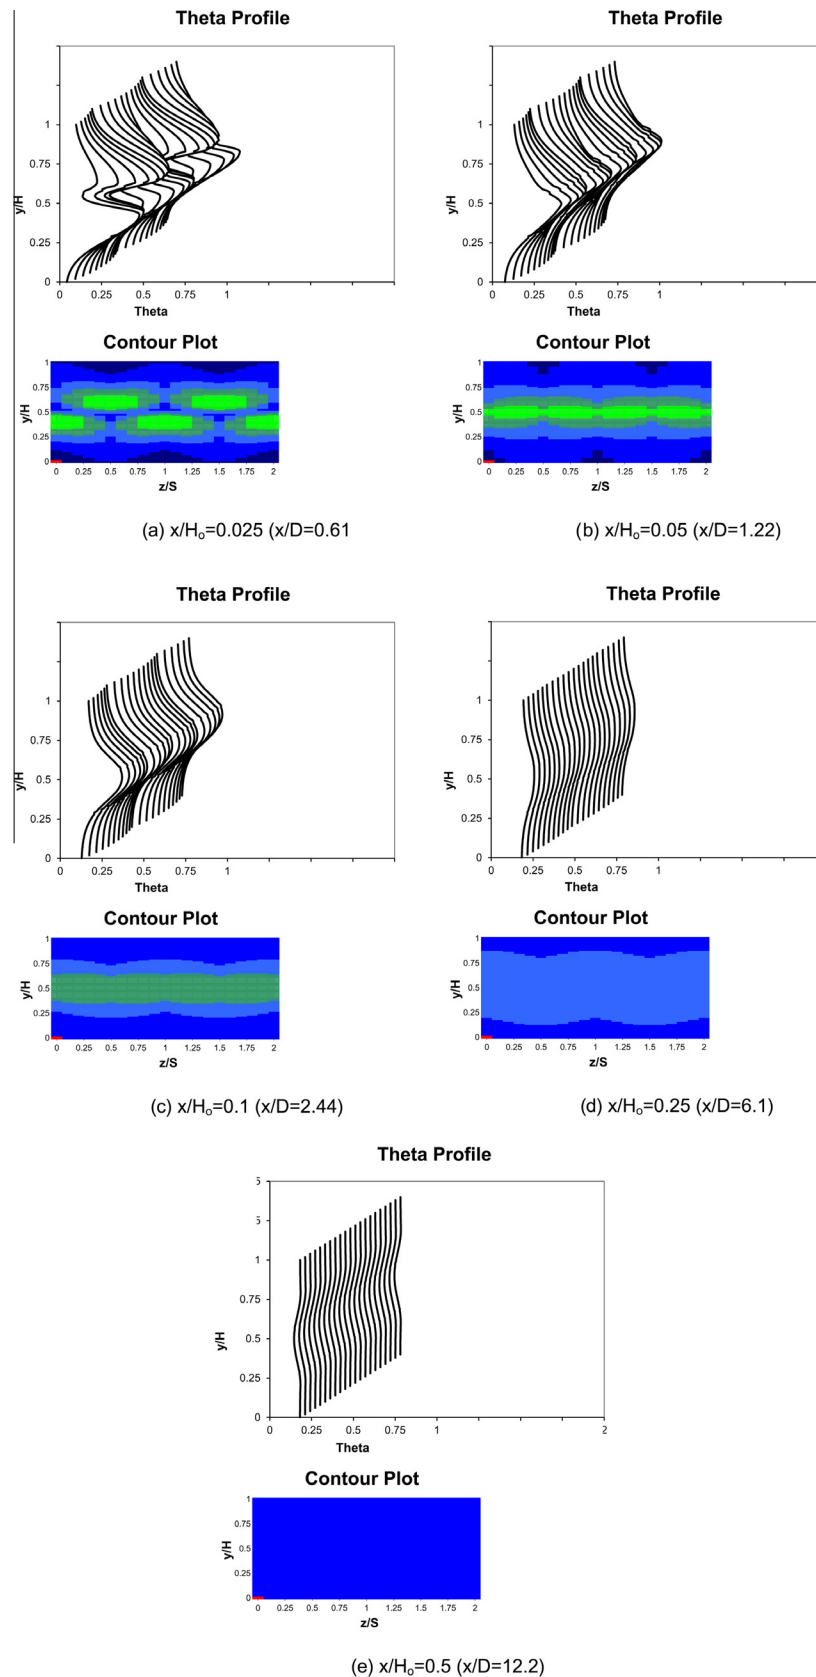 Theta Profile
Theta Profile
1
0.75
0.5
0.25
0
y/H
0 0.25 0.5 0.75 1
Theta
1
0.75
0.5
0.25
0
y/H
0 0.25 0.5 0.75 1
Theta
Contour Plot
Contour Plot
1
0.75
0.5
0.25
0
y/H
0 0.25 0.5 0.75 1 1.25 1.5 1.75 2
z/S
1
0.75
0.5
0.25
0
y/H
0 0.25 0.5 0.75 1 1.25 1.5 1.75 2
z/S
(a) x/Hₒ=0.025 (x/D=0.61
(b) x/Hₒ=0.05 (x/D=1.22)
Theta Profile
Theta Profile
1
0.75
0.5
0.25
0
y/H
0 0.25 0.5 0.75 1
Theta
1
0.75
0.5
0.25
0
y/H
0 0.25 0.5 0.75 1
Theta
Contour Plot
Contour Plot
1
0.75
0.5
0.25
0
y/H
0 0.25 0.5 0.75 1 1.25 1.5 1.75 2
z/S
1
0.75
0.5
0.25
0
y/H
0 0.25 0.5 0.75 1 1.25 1.5 1.75 2
z/S
(c) x/Hₒ=0.1 (x/D=2.44)
(d) x/Hₒ=0.25 (x/D=6.1)
Theta Profile
5
5
1
0.75
0.5
0.25
0
y/H
0 0.25 0.5 0.75 1 2
Theta
Contour Plot
1
0.75
0.5
0.25
0
y/H
0 0.25 0.5 0.75 1 1.25 1.5 1.75 2
z/S
(e) x/Hₒ=0.5 (x/D=12.2)